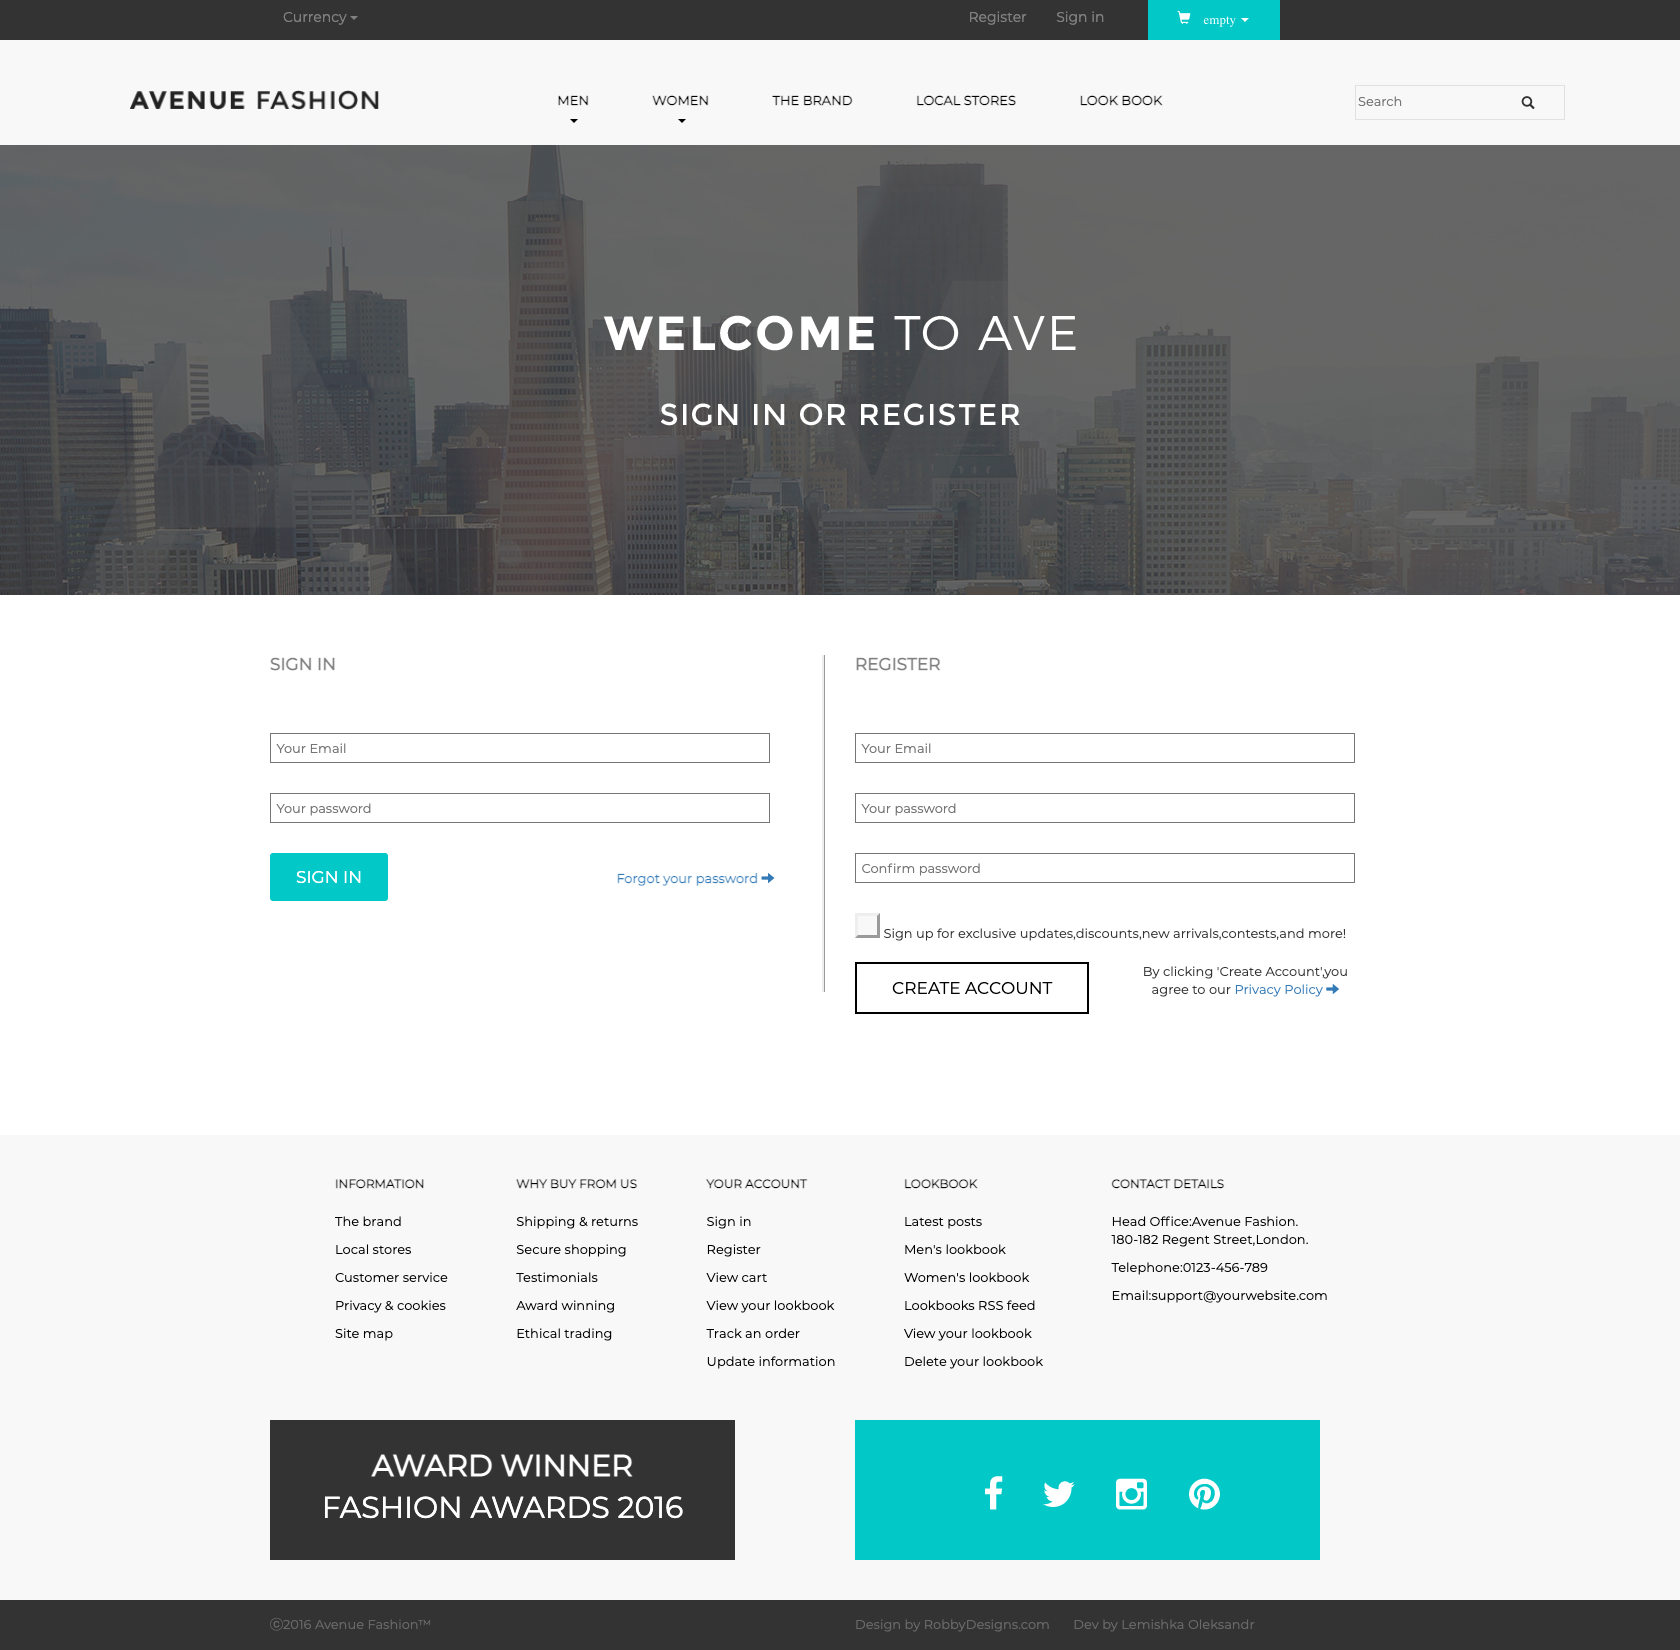 Currency
Register
Sign in
empty
AVENUE FASHION
MEN
WOMEN
THE BRAND
LOCAL STORES
LOOK BOOK
Search
WELCOME TO AVE
SIGN IN OR REGISTER
SIGN IN
Your Email
Your password
SIGN IN
Forgot your password
REGISTER
Your Email
Your password
Confirm password
Sign up for exclusive updates,discounts,new arrivals,contests,and more!
CREATE ACCOUNT
By clicking 'Create Account',you
agree to our Privacy Policy
INFORMATION
The brand
Local stores
Customer service
Privacy & cookies
Site map
WHY BUY FROM US
Shipping & returns
Secure shopping
Testimonials
Award winning
Ethical trading
YOUR ACCOUNT
Sign in
Register
View cart
View your lookbook
Track an order
Update information
LOOKBOOK
Latest posts
Men's lookbook
Women's lookbook
Lookbooks RSS feed
View your lookbook
Delete your lookbook
CONTACT DETAILS
Head Office:Avenue Fashion.
180-182 Regent Street,London.
Telephone:0123-456-789
Email:support@yourwebsite.com
AWARD WINNER
FASHION AWARDS 2016
ⓒ2016 Avenue Fashion™
Design by RobbyDesigns.com
Dev by Lemishka Oleksandr